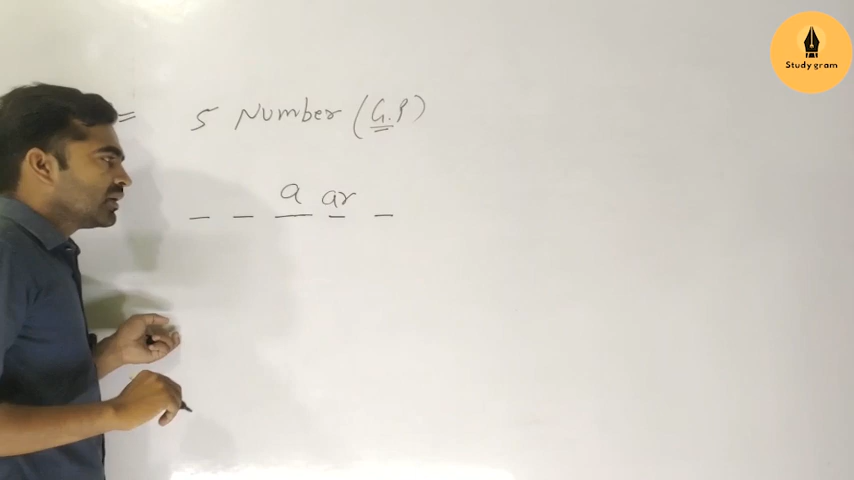 = 5 Number (G.P)
_ _ a ar _
Study gram